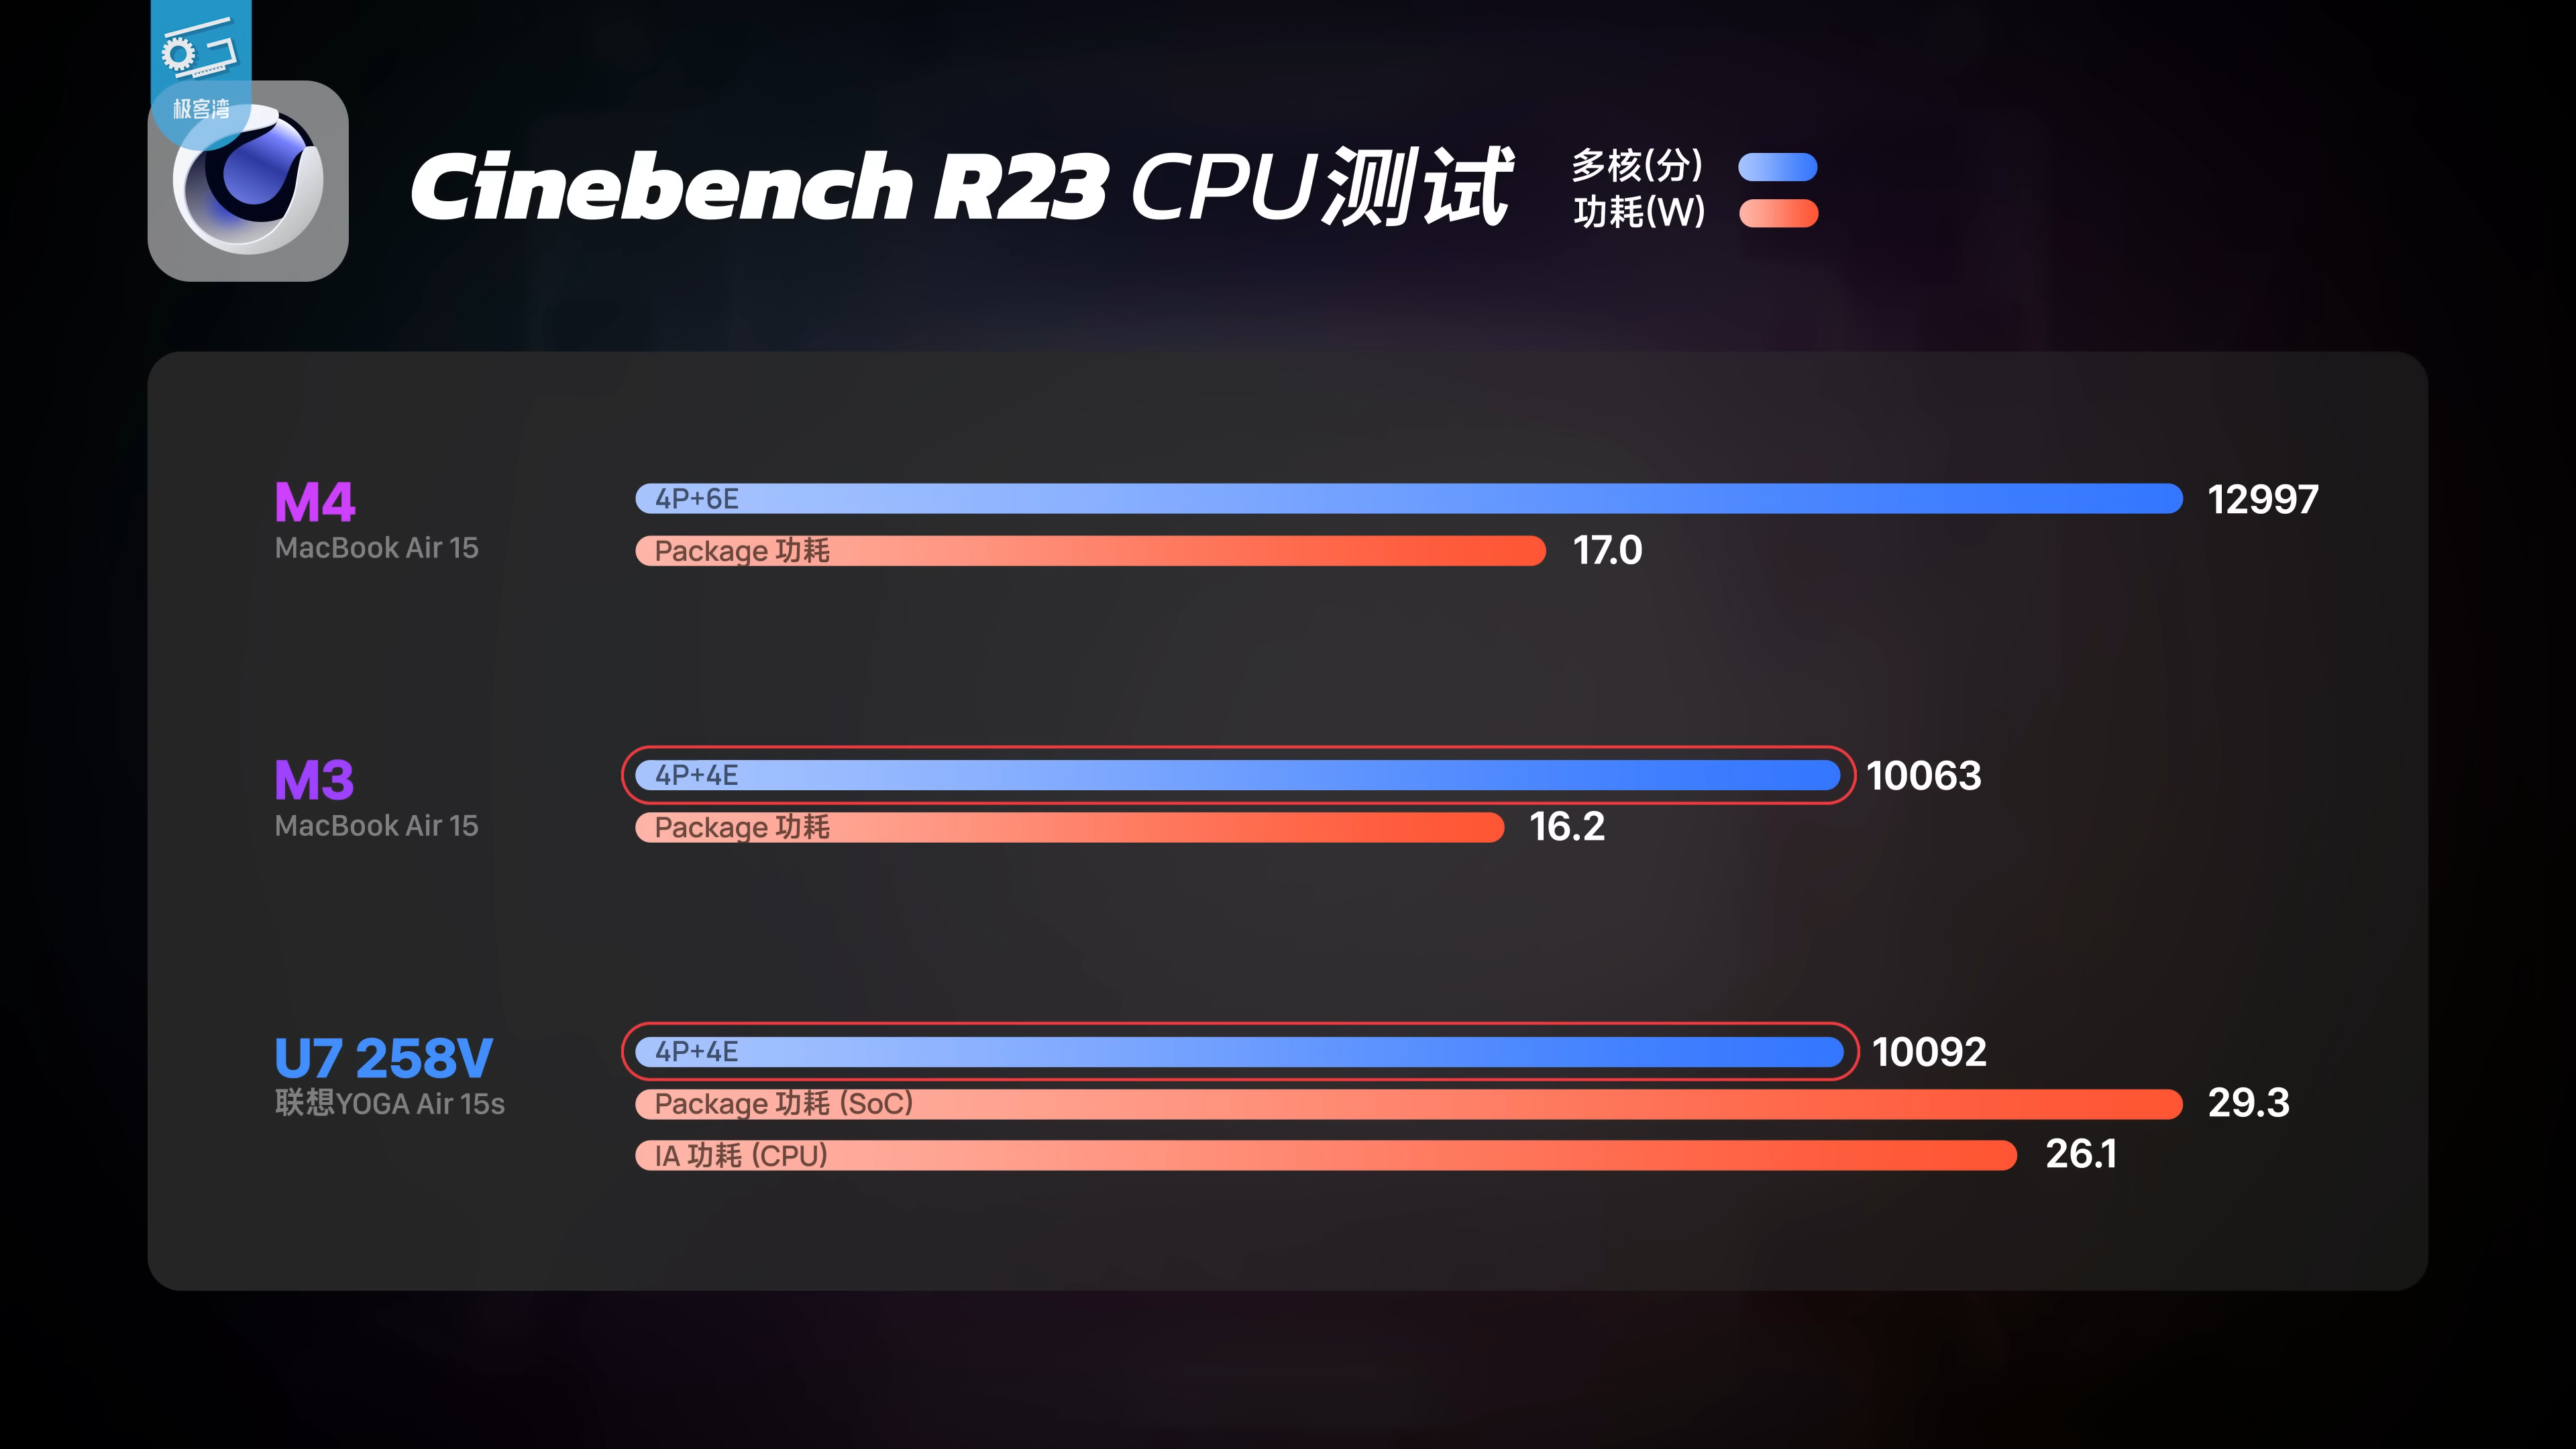 极客湾
Cinebench R23 CPU测试
多核(分)
功耗(W)
M4
MacBook Air 15
4P+6E
12997
Package 功耗
17.0
M3
MacBook Air 15
4P+4E
10063
Package 功耗
16.2
U7 258V
联想YOGA Air 15s
4P+4E
10092
Package 功耗 (SoC)
29.3
IA 功耗 (CPU)
26.1